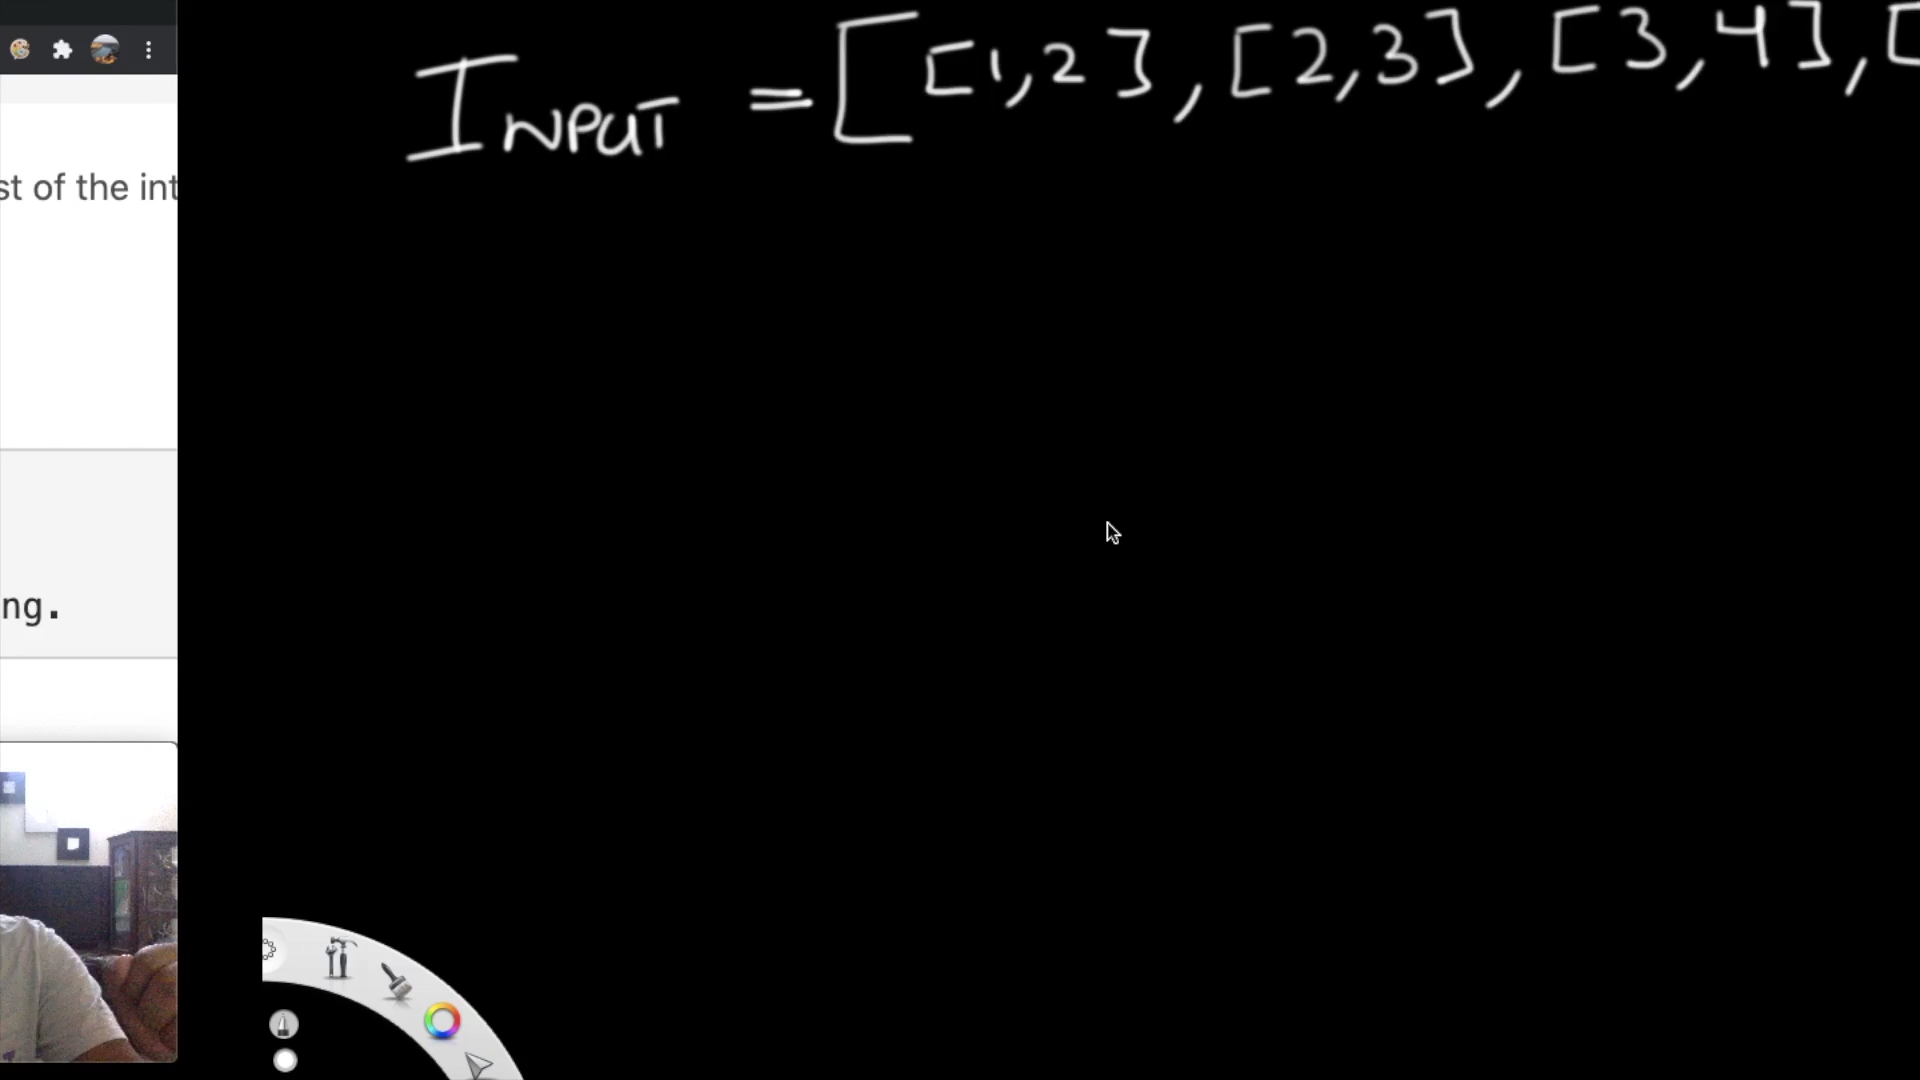 INPUT = [ [1,2], [2,3], [3,4], [
st of the int
ng.